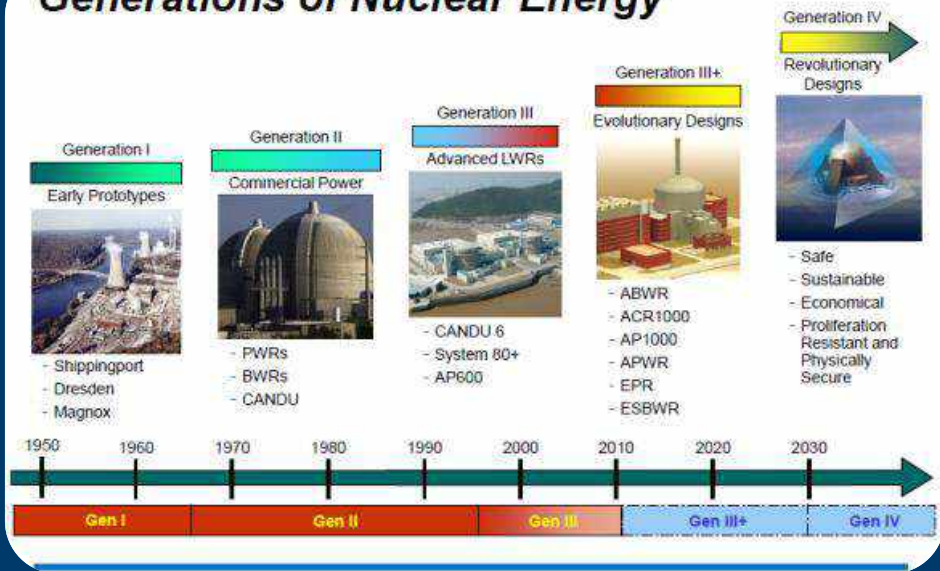 Generations of Nuclear Energy
Generation I
Early Prototypes
- Shippingport
- Dresden
- Magnox
Generation II
Commercial Power
- PWRs
- BWRs
- CANDU
Generation III
Advanced LWRs
- CANDU 6
- System 80+
- AP600
Generation III+
Evolutionary Designs
- ABWR
- ACR1000
- AP1000
- APWR
- EPR
- ESBWR
Generation IV
Revolutionary
Designs
- Safe
- Sustainable
- Economical
- Proliferation
Resistant and
Physically
Secure
1950 1960 1970 1980 1990 2000 2010 2020 2030
Gen I Gen II Gen III Gen III+ Gen IV